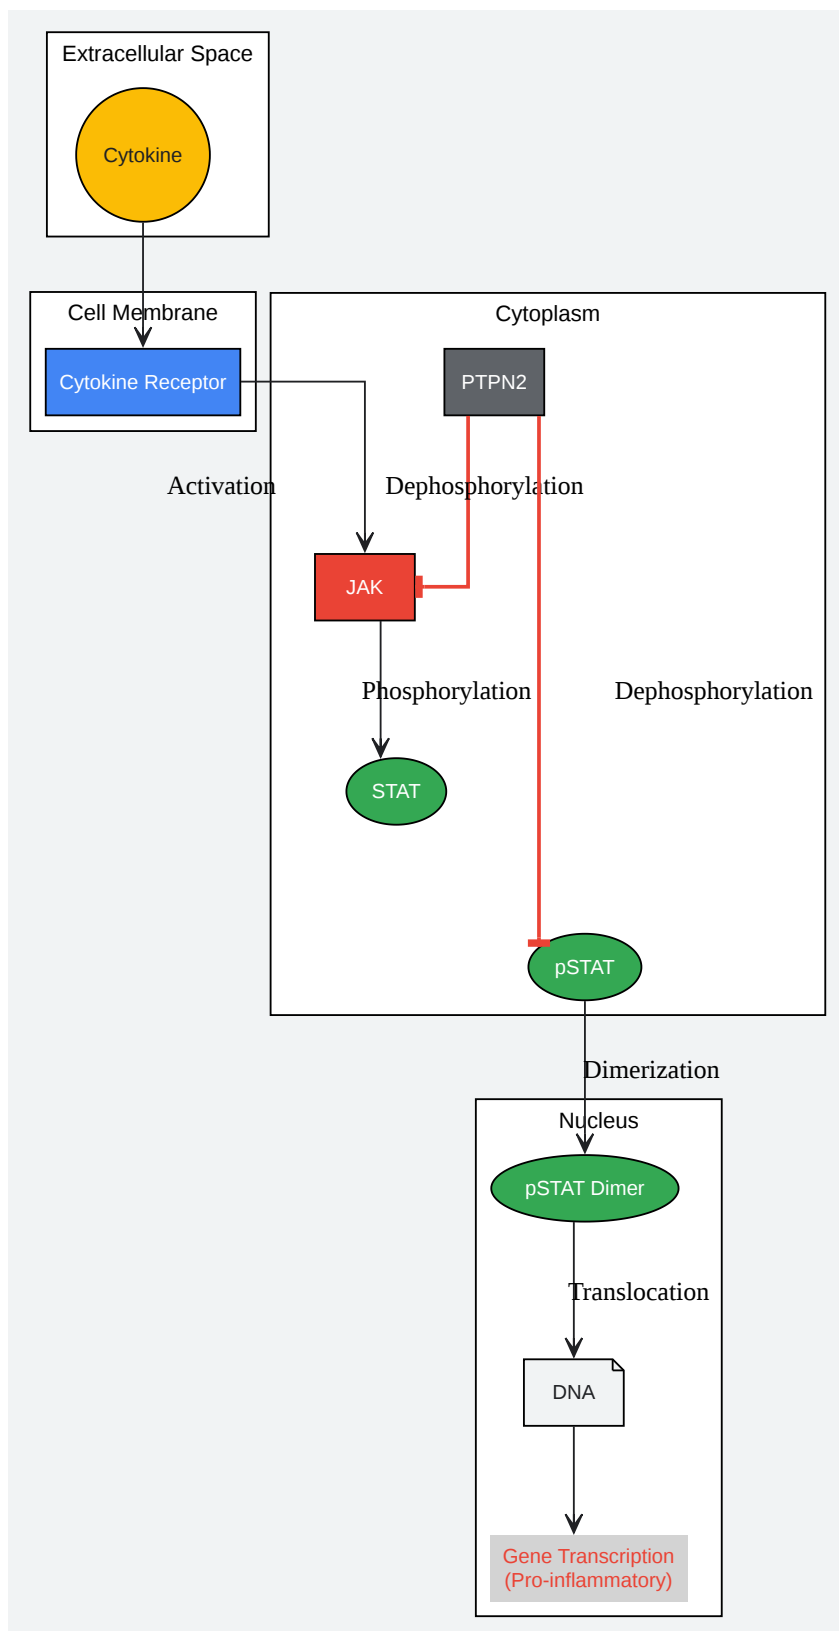 Extracellular Space
Cytokine
Cell Membrane
Cytokine Receptor
Cytoplasm
PTPN2
Activation
Dephosphorylation
JAK
Phosphorylation
Dephosphorylation
STAT
pSTAT
Dimerization
Nucleus
pSTAT Dimer
Translocation
DNA
Gene Transcription
(Pro-inflammatory)